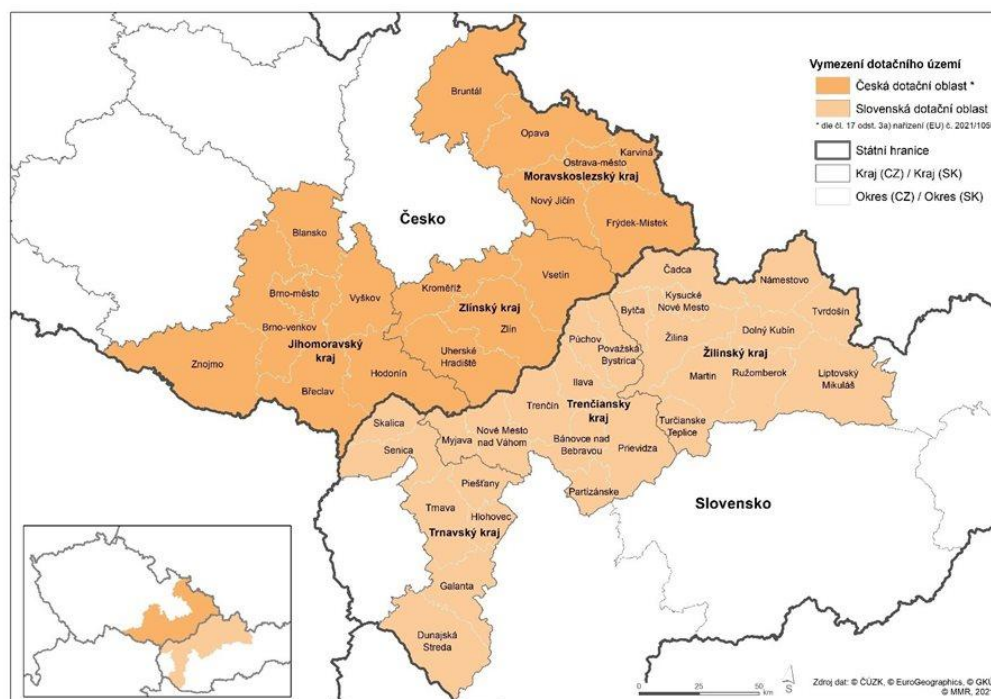 Vymezení dotačního území
Česká dotační oblast *
Slovenská dotační oblast
* dle čl. 17 odst. 3a) nařízení (EU) č. 2021/105
Státní hranice
Kraj (CZ) / Kraj (SK)
Okres (CZ) / Okres (SK)
Bruntál
Opava
Karviná
Ostrava-město
Moravskoslezský kraj
Nový Jičín
Frýdek-Místek
Česko
Blansko
Brno-město
Vyškov
Brno-venkov
Jihomoravský
kraj
Znojmo
Břeclav
Hodonín
Kroměříž
Vsetín
Zlínský kraj
Zlín
Uherské
Hradiště
Čadca
Námestovo
Kysucké
Nové Mesto
Bytča
Tvrdošín
Dolný Kubín
Žilina
Žilinský kraj
Martin
Ružomberok
Liptovský
Mikuláš
Turčianske
Teplice
Púchov
Považská
Bystrica
Ilava
Trenčín
Trenčiansky
kraj
Nové Mesto
nad Váhom
Myjava
Bánovce nad
Bebravou
Prievidza
Partizánske
Skalica
Senica
Piešťany
Trnava
Hlohovec
Trnavský kraj
Galanta
Dunajská
Streda
Slovensko
0 25 50
km
S
Zdroj dat: © ČÚZK, © EuroGeographics, © GKÚ
© MMR, 202